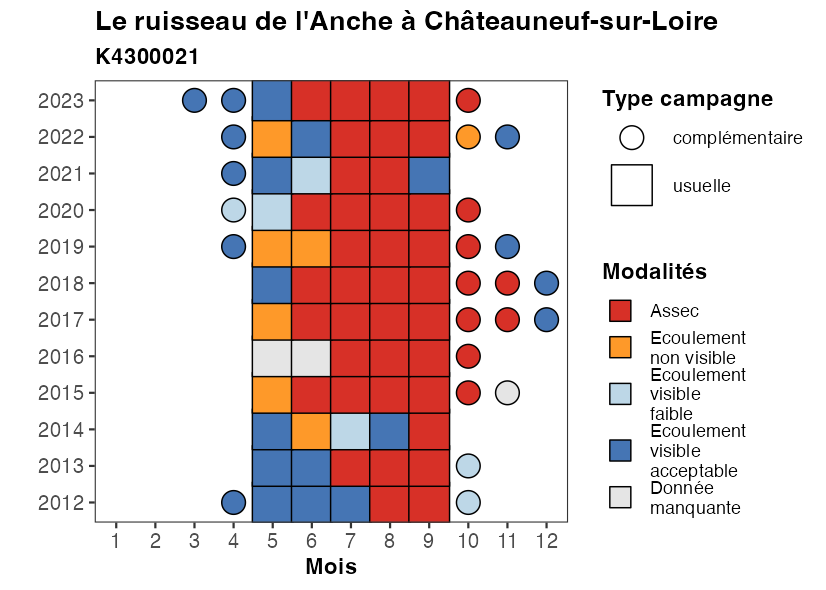 Le ruisseau de l'Anche à Châteauneuf-sur-Loire
K4300021
2023
2022
2021
2020
2019
2018
2017
2016
2015
2014
2013
2012
1 2 3 4 5 6 7 8 9 10 11 12
Mois
Type campagne
complémentaire
usuelle
Modalités
Assec
Ecoulement
non visible
Ecoulement
visible
faible
Ecoulement
visible
acceptable
Donnée
manquante